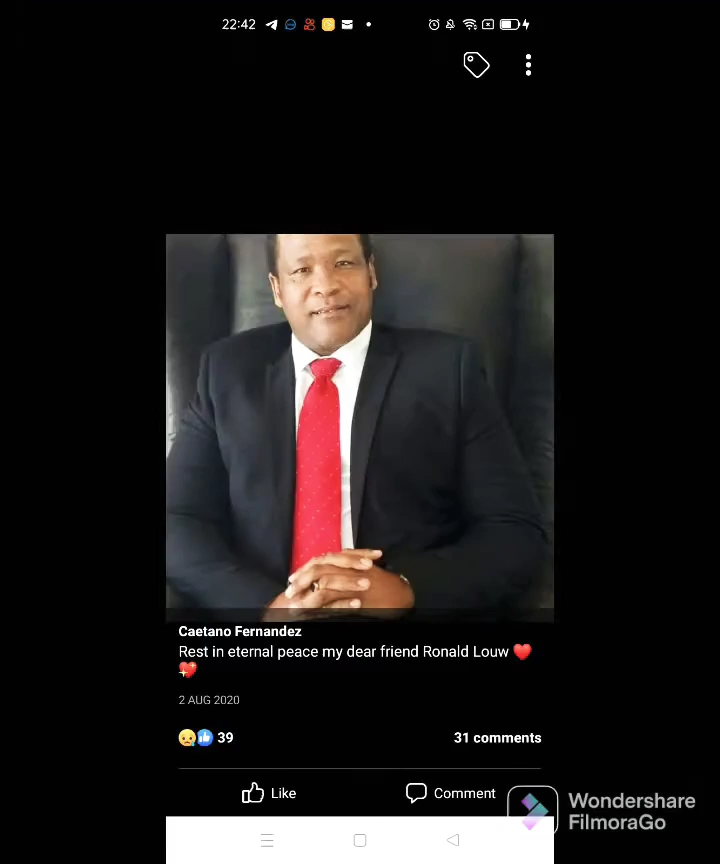 22:42
Caetano Fernandez
Rest in eternal peace my dear friend Ronald Louw ❤️
💖
2 AUG 2020
39
31 comments
Like
Comment
Wondershare
FilmoraGo